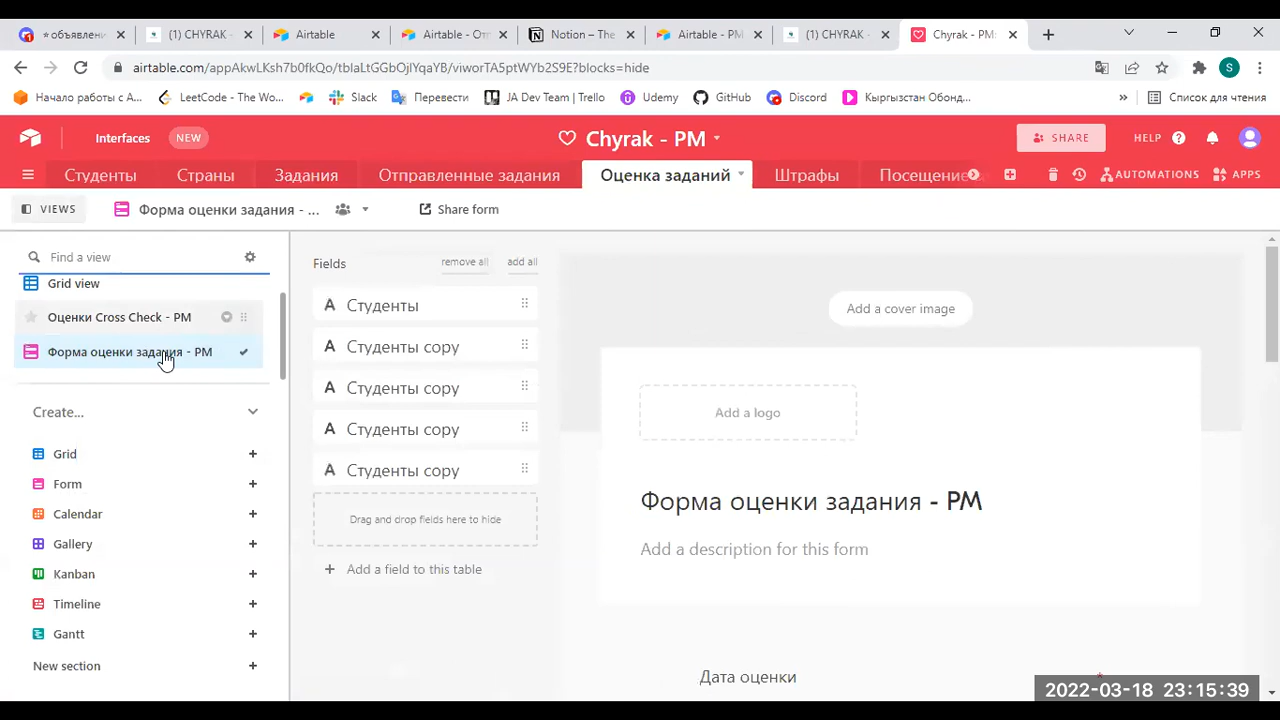 объявлени
(1) CHYRAK -
Airtable
Airtable - Отп
Notion – The
Airtable - PM
(1) CHYRAK -
Chyrak - PM:
airtable.com/appAkwLKsh7b0fkQo/tblaLtGGbOjlYqaYB/viworTA5ptWYb2S9E?blocks=hide
S
Начало работы с A...
LeetCode - The Wo...
Slack
Перевести
JA Dev Team | Trello
Udemy
GitHub
Discord
Кыргызстан Обонд...
»
Список для чтения
Interfaces
NEW
Chyrak - PM
SHARE
HELP
Студенты
Страны
Задания
Отправленные задания
Оценка заданий
Штрафы
Посещение
AUTOMATIONS
APPS
VIEWS
Форма оценки задания - ...
Share form
Find a view
Grid view
Оценки Cross Check - PM
Форма оценки задания - PM
Create...
Grid
Form
Calendar
Gallery
Kanban
Timeline
Gantt
New section
Fields
remove all
add all
A Студенты
A Студенты copy
A Студенты copy
A Студенты copy
A Студенты copy
Drag and drop fields here to hide
+ Add a field to this table
Add a cover image
Add a logo
Форма оценки задания - PM
Add a description for this form
Дата оценки
*
2022-03-18 23:15:39